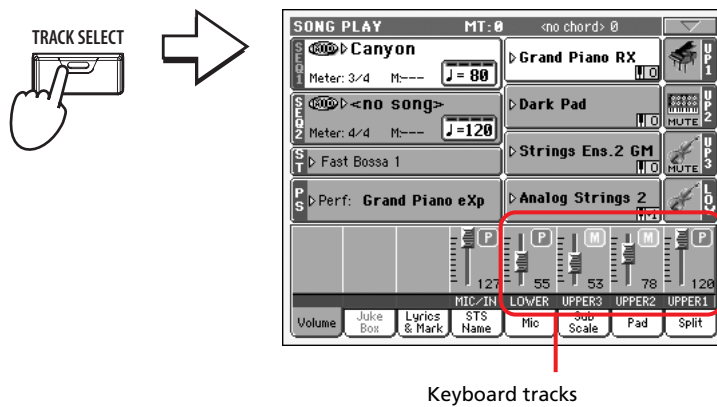 TRACK SELECT
SONG PLAY MT:0 <no chord> 0
SEQ1 Canyon
Meter: 3/4 M:--- ♩= 80
SEQ2 <no song>
Meter: 4/4 M:--- ♩=120
ST Fast Bossa 1
PS Perf: Grand Piano eXp
Grand Piano RX 0 UP1
Dark Pad 0 MUTE UP2
Strings Ens.2 GM 0 MUTE UP3
Analog Strings 2
P P M M P
127 55 53 78 120
MIC/IN LOWER UPPER3 UPPER2 UPPER1
Volume Juke Box Lyrics & Mark STS Name Mic Sub Scale Pad Split
Keyboard tracks